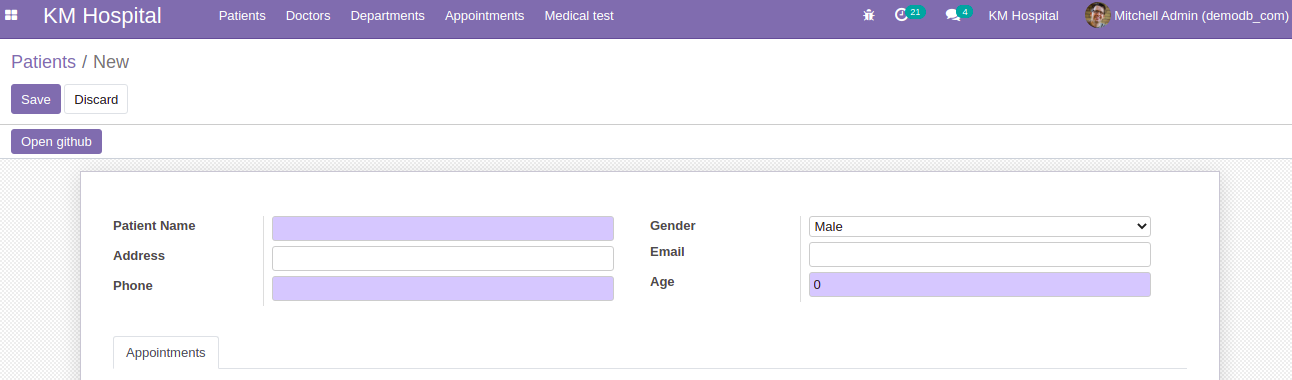 KM Hospital Patients Doctors Departments Appointments Medical test 21 4 KM Hospital Mitchell Admin (demodb_com)
Patients / New
Save Discard
Open github
Patient Name
Address
Phone
Gender Male
Email
Age 0
Appointments